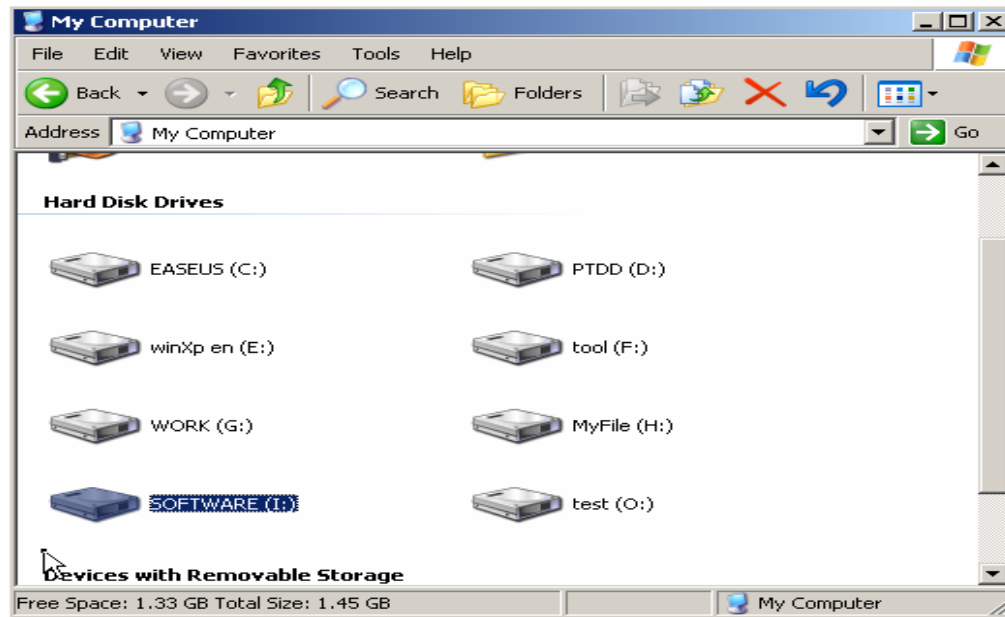 My Computer
File Edit View Favorites Tools Help
Back Search Folders
Address My Computer Go
Hard Disk Drives
EASEUS (C:) PTDD (D:)
winXp en (E:) tool (F:)
WORK (G:) MyFile (H:)
SOFTWARE (I:) test (O:)
Devices with Removable Storage
Free Space: 1.33 GB Total Size: 1.45 GB My Computer